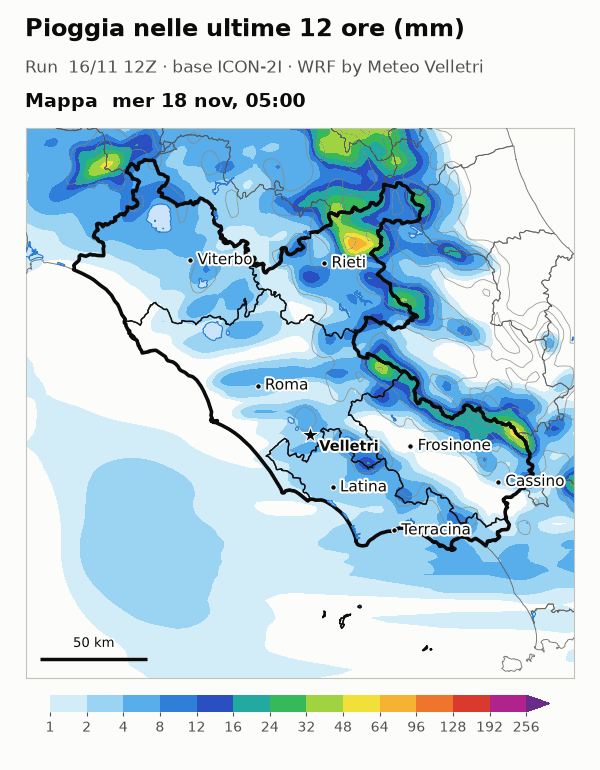 Pioggia nelle ultime 12 ore (mm)
Run  16/11 12Z · base ICON-2I · WRF by Meteo Velletri
Mappa  mer 18 nov, 05:00
Viterbo
Rieti
Roma
Velletri
Frosinone
Latina
Cassino
Terracina
50 km
1 2 4 8 12 16 24 32 48 64 96 128 192 256